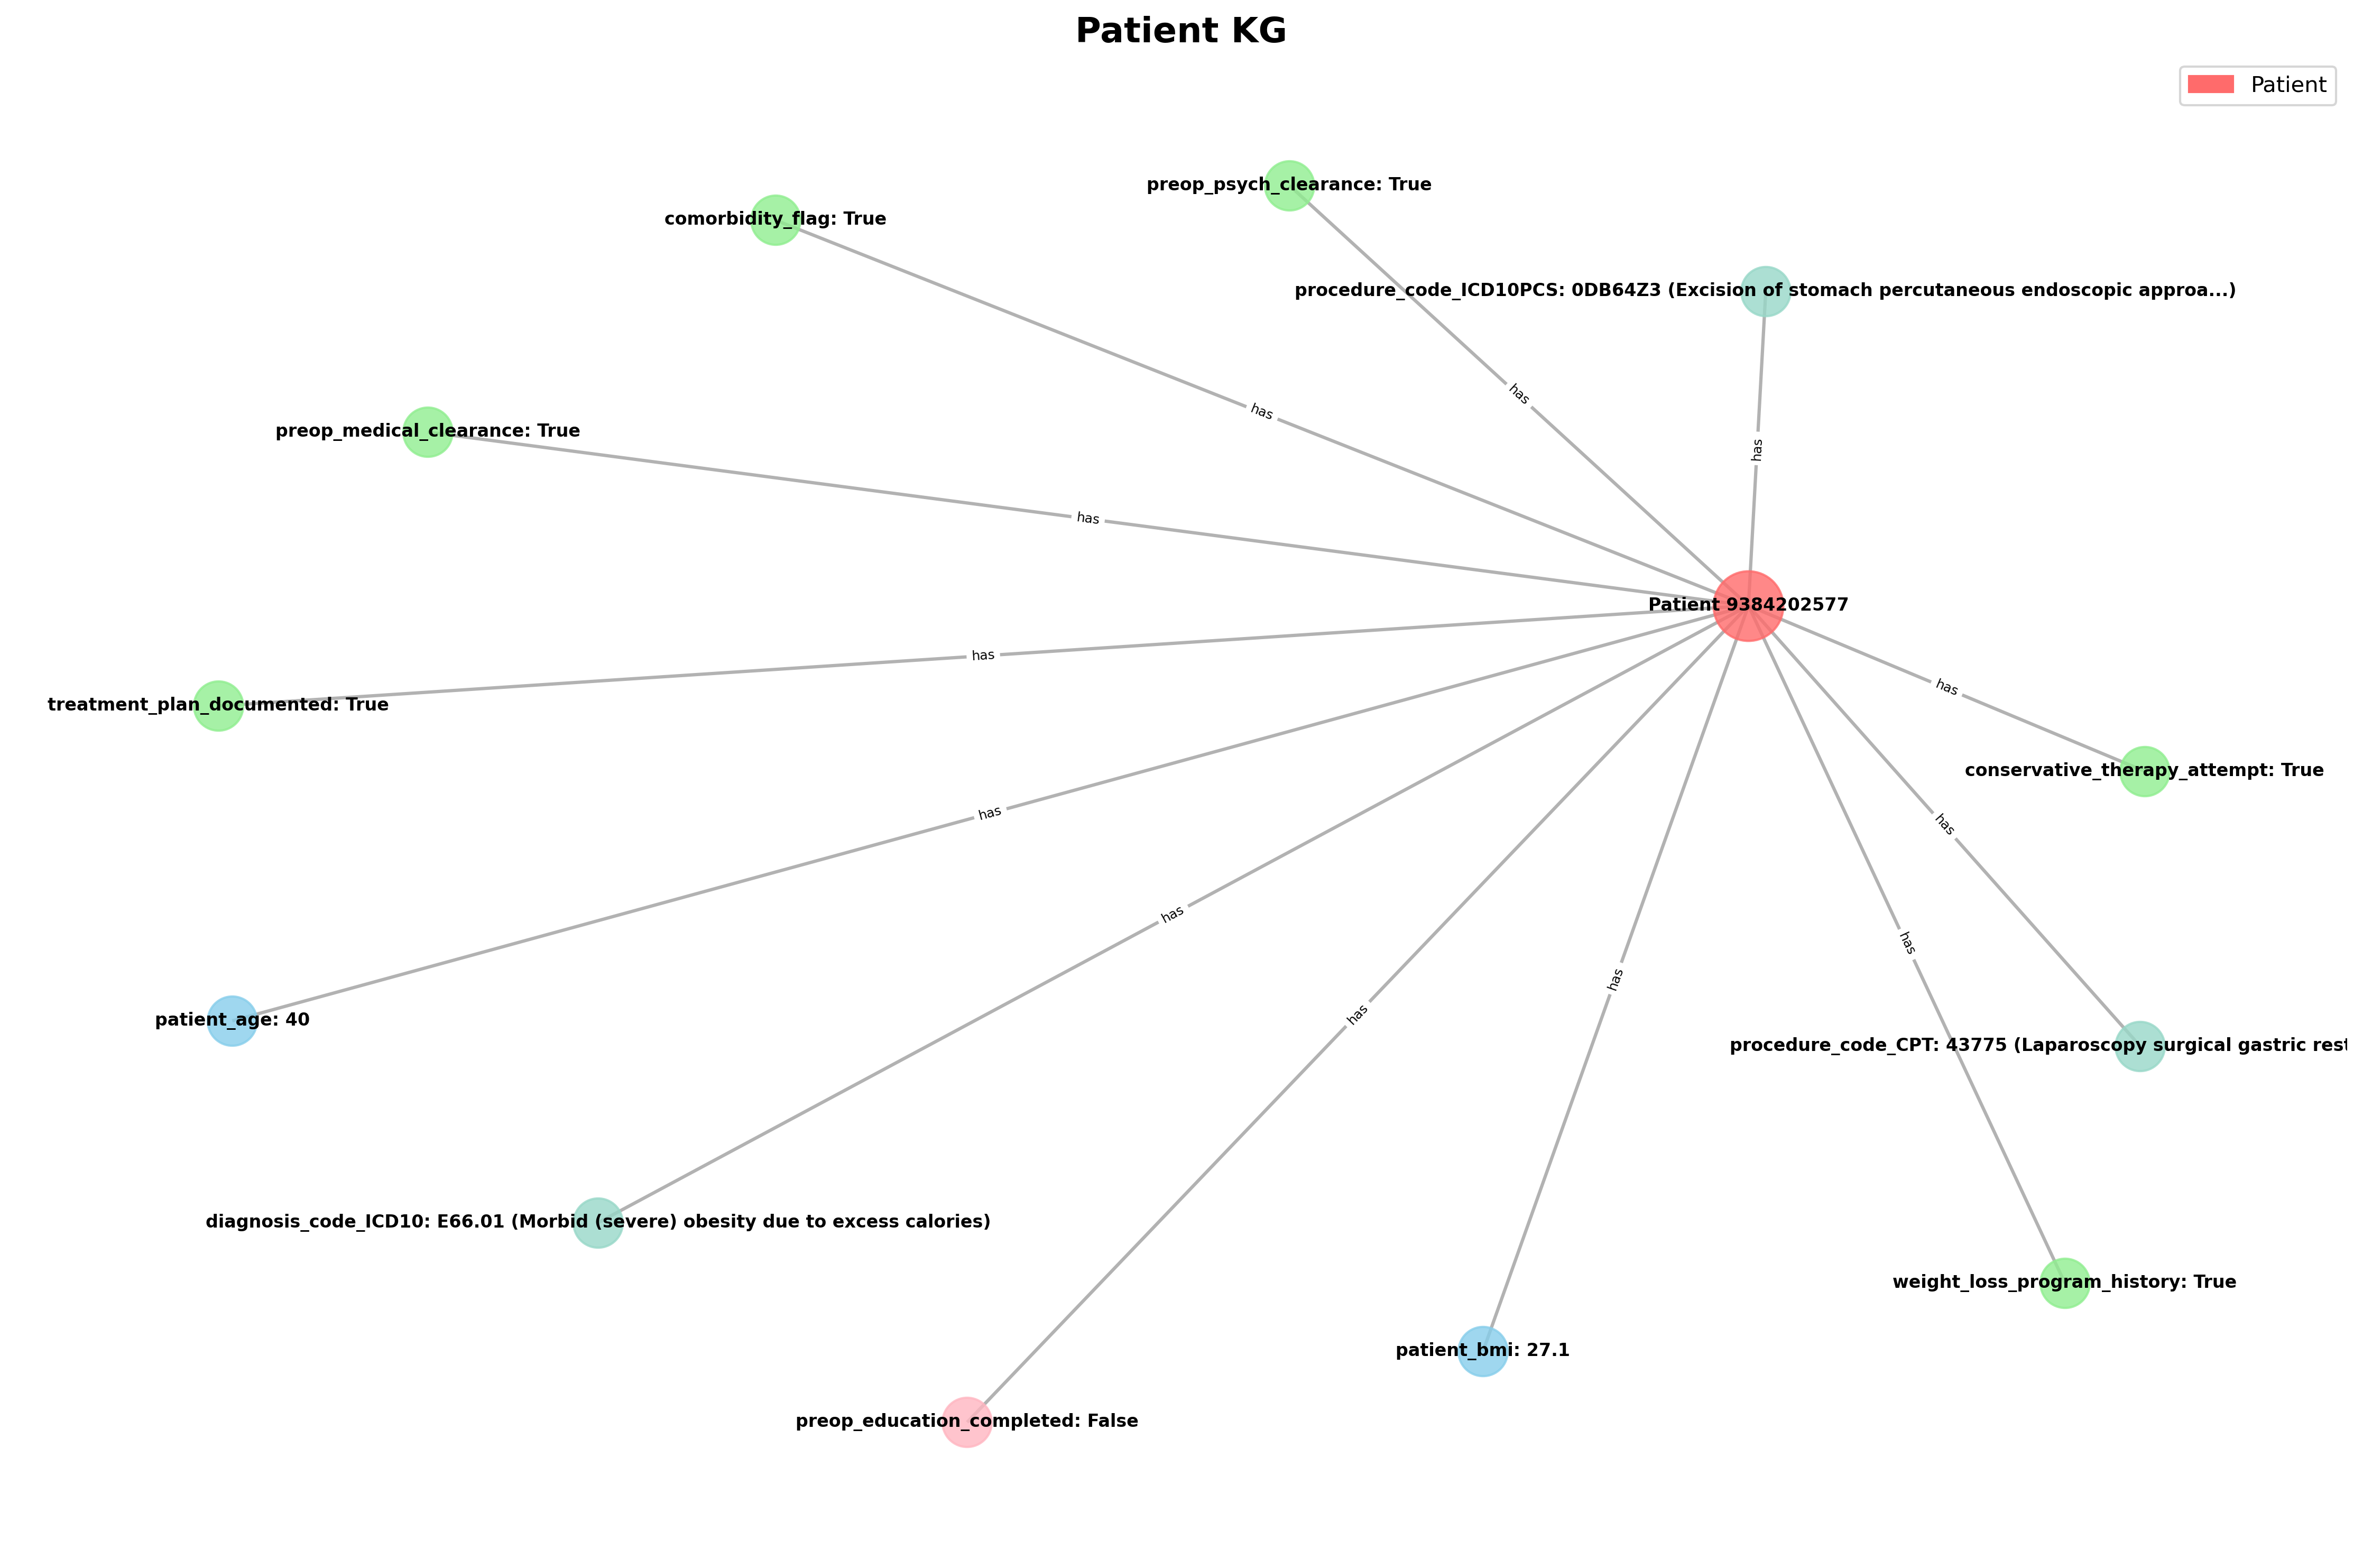 Patient KG
Patient
preop_psych_clearance: True
comorbidity_flag: True
procedure_code_ICD10PCS: 0DB64Z3 (Excision of stomach percutaneous endoscopic approa...)
has
has
preop_medical_clearance: True
has
has
Patient 9384202577
has
has
treatment_plan_documented: True
conservative_therapy_attempt: True
has
has
has
has
has
has
patient_age: 40
procedure_code_CPT: 43775 (Laparoscopy surgical gastric rest
diagnosis_code_ICD10: E66.01 (Morbid (severe) obesity due to excess calories)
weight_loss_program_history: True
patient_bmi: 27.1
preop_education_completed: False